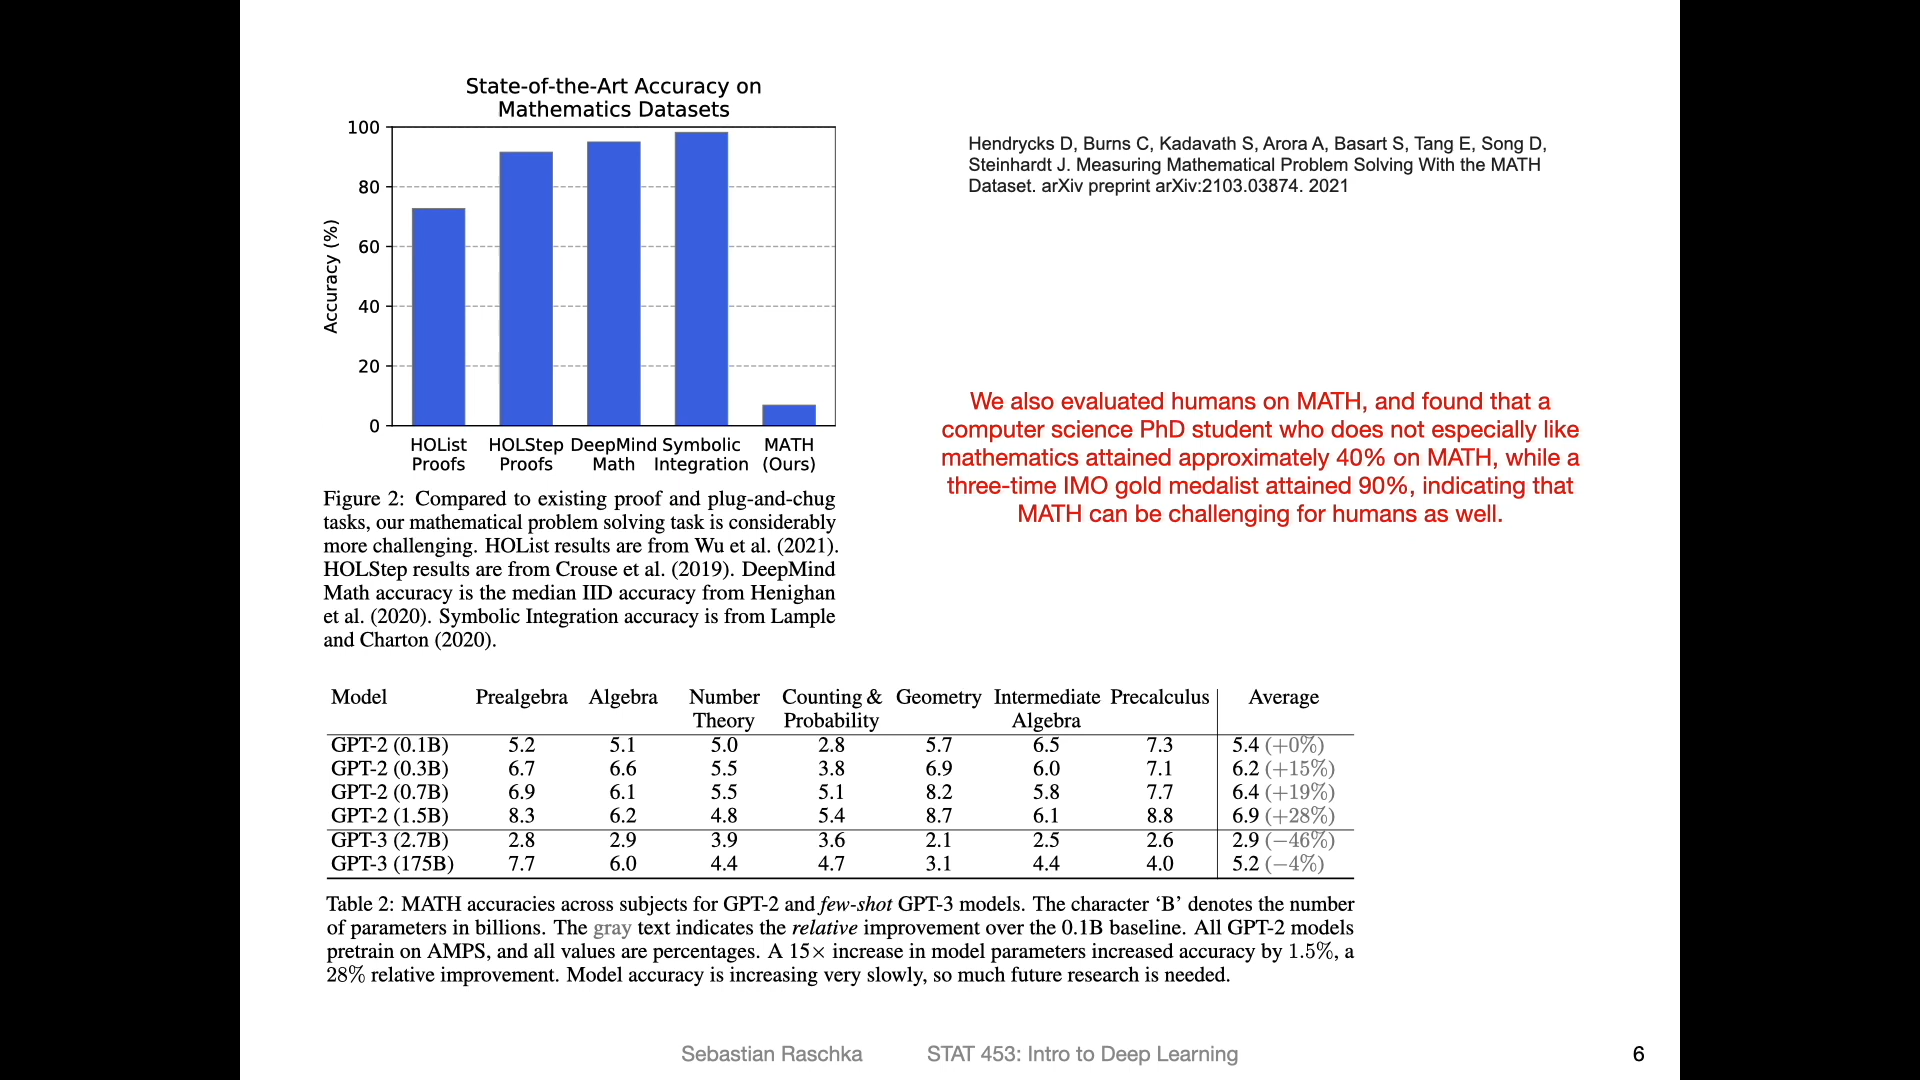 State-of-the-Art Accuracy on
Mathematics Datasets
100
80
60
40
20
0
Accuracy (%)
HOList
Proofs
HOLStep
Proofs
DeepMind
Math
Symbolic
Integration
MATH
(Ours)
Figure 2: Compared to existing proof and plug-and-chug
tasks, our mathematical problem solving task is considerably
more challenging. HOList results are from Wu et al. (2021).
HOLStep results are from Crouse et al. (2019). DeepMind
Math accuracy is the median IID accuracy from Henighan
et al. (2020). Symbolic Integration accuracy is from Lample
and Charton (2020).
Hendrycks D, Burns C, Kadavath S, Arora A, Basart S, Tang E, Song D,
Steinhardt J. Measuring Mathematical Problem Solving With the MATH
Dataset. arXiv preprint arXiv:2103.03874. 2021
We also evaluated humans on MATH, and found that a
computer science PhD student who does not especially like
mathematics attained approximately 40% on MATH, while a
three-time IMO gold medalist attained 90%, indicating that
MATH can be challenging for humans as well.
Model Prealgebra Algebra Number Counting & Geometry Intermediate Precalculus Average
Theory Probability Algebra
GPT-2 (0.1B) 5.2 5.1 5.0 2.8 5.7 6.5 7.3 5.4 (+0%)
GPT-2 (0.3B) 6.7 6.6 5.5 3.8 6.9 6.0 7.1 6.2 (+15%)
GPT-2 (0.7B) 6.9 6.1 5.5 5.1 8.2 5.8 7.7 6.4 (+19%)
GPT-2 (1.5B) 8.3 6.2 4.8 5.4 8.7 6.1 8.8 6.9 (+28%)
GPT-3 (2.7B) 2.8 2.9 3.9 3.6 2.1 2.5 2.6 2.9 (−46%)
GPT-3 (175B) 7.7 6.0 4.4 4.7 3.1 4.4 4.0 5.2 (−4%)
Table 2: MATH accuracies across subjects for GPT-2 and few-shot GPT-3 models. The character ‘B’ denotes the number
of parameters in billions. The gray text indicates the relative improvement over the 0.1B baseline. All GPT-2 models
pretrain on AMPS, and all values are percentages. A 15× increase in model parameters increased accuracy by 1.5%, a
28% relative improvement. Model accuracy is increasing very slowly, so much future research is needed.
Sebastian Raschka STAT 453: Intro to Deep Learning 6